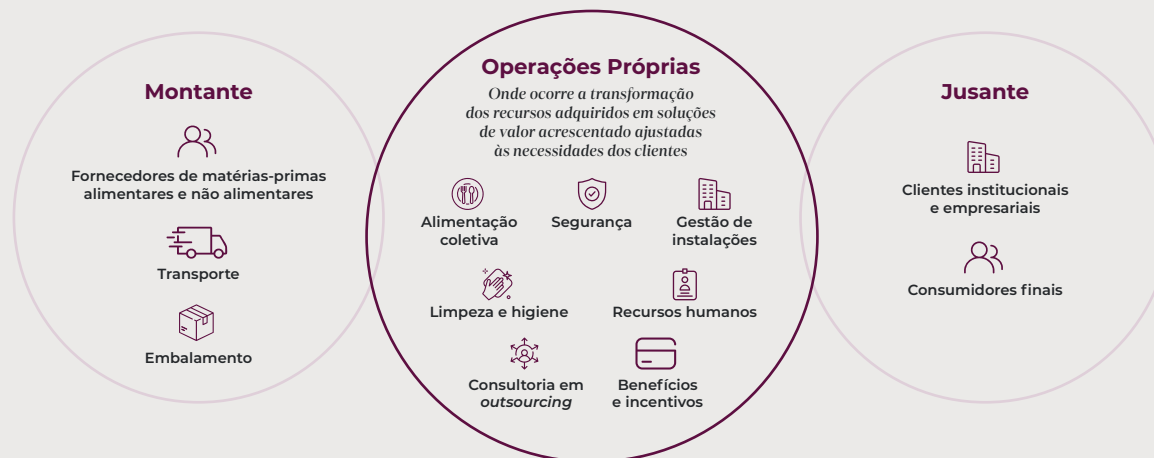 Montante
Fornecedores de matérias-primas
alimentares e não alimentares
Transporte
Embalamento
Operações Próprias
Onde ocorre a transformação
dos recursos adquiridos em soluções
de valor acrescentado ajustadas
às necessidades dos clientes
Alimentação
coletiva
Segurança
Gestão de
instalações
Limpeza e higiene
Recursos humanos
Consultoria em
outsourcing
Benefícios
e incentivos
Jusante
Clientes institucionais
e empresariais
Consumidores finais